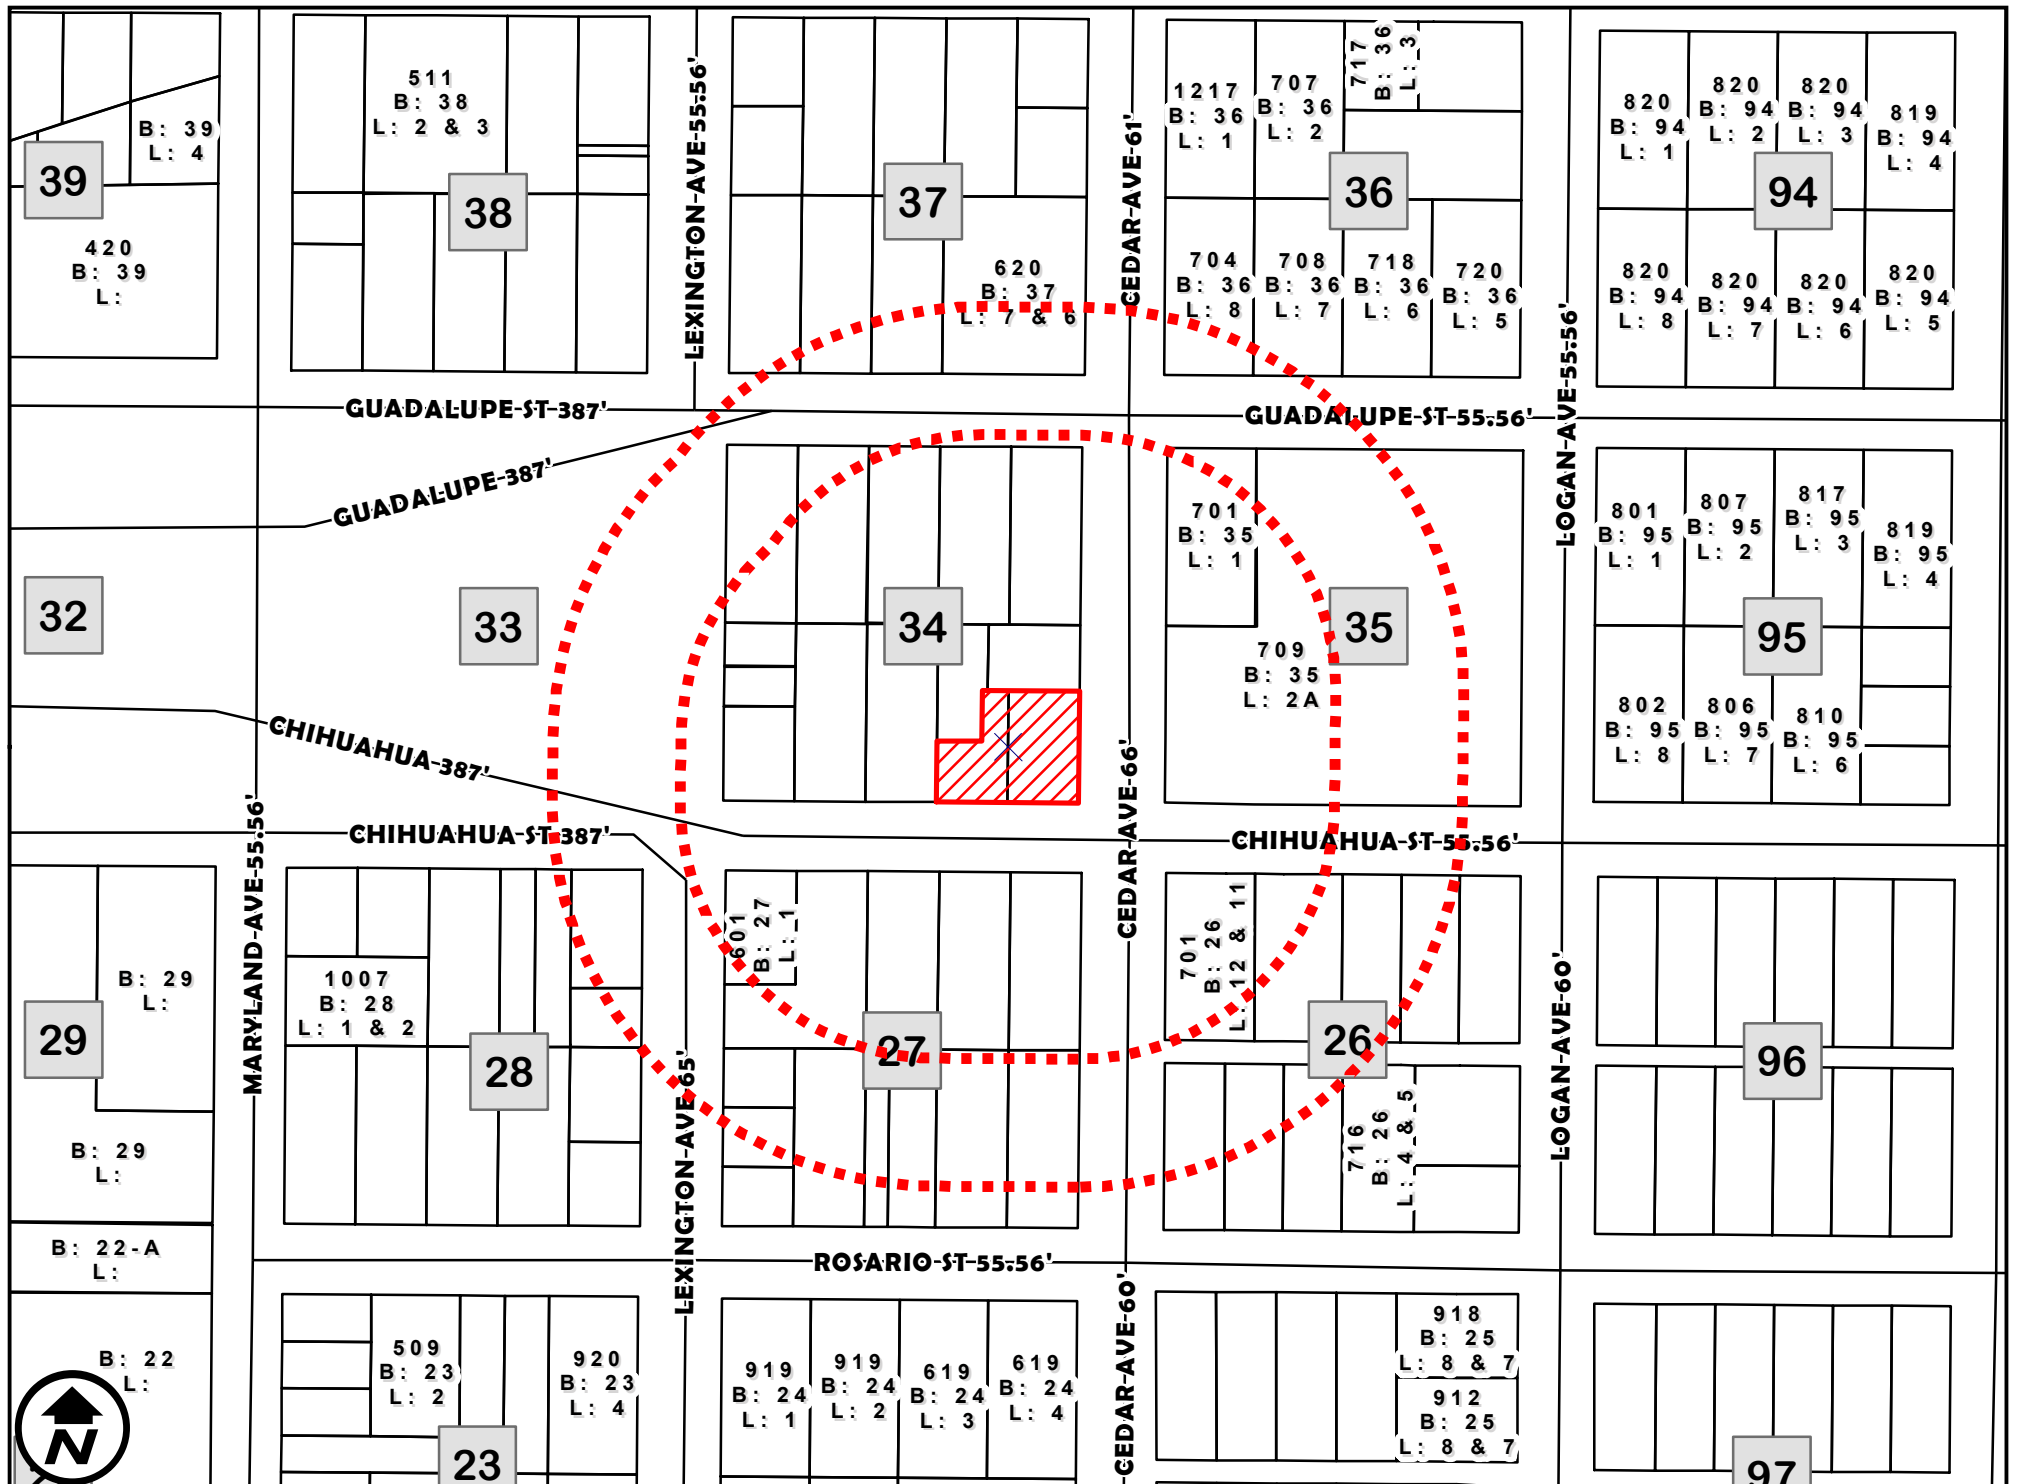 511
B: 38
L: 2 & 3
B: 39
L: 4
39
420
B: 39
L:
38
LEXINGTON-AVE-55.56'
37
620
B: 37
L: 7 & 6
CEDAR-AVE-61'
1217
B: 36
L: 1
707
B: 36
L: 2
717
B: 36
L: 3
36
704
B: 36
L: 8
708
B: 36
L: 7
718
B: 36
L: 6
720
B: 36
L: 5
820
B: 94
L: 1
820
B: 94
L: 2
820
B: 94
L: 3
819
B: 94
L: 4
94
820
B: 94
L: 8
820
B: 94
L: 7
820
B: 94
L: 6
820
B: 94
L: 5
GUADALUPE-ST-387'
GUADALUPE-ST-55.56'
GUADALUPE-387'
LOGAN-AVE-55.56'
32
33
34
701
B: 35
L: 1
35
709
B: 35
L: 2A
801
B: 95
L: 1
807
B: 95
L: 2
817
B: 95
L: 3
819
B: 95
L: 4
95
802
B: 95
L: 8
806
B: 95
L: 7
810
B: 95
L: 6
CHIHUAHUA-387'
CHIHUAHUA-ST-387'
CHIHUAHUA-ST-55.56'
MARYLAND-AVE-55.56'
CEDAR-AVE-66'
B: 29
L:
29
B: 29
L:
1007
B: 28
L: 1 & 2
28
LEXINGTON-AVE-65'
601
B: 27
L: 1
27
701
B: 26
L: 12 & 11
26
716
B: 26
L: 4 & 5
LOGAN-AVE-60'
96
B: 22-A
L:
ROSARIO-ST-55.56'
B: 22
L:
N
509
B: 23
L: 2
920
B: 23
L: 4
23
919
B: 24
L: 1
919
B: 24
L: 2
619
B: 24
L: 3
619
B: 24
L: 4
CEDAR-AVE-60'
918
B: 25
L: 8 & 7
912
B: 25
L: 8 & 7
97